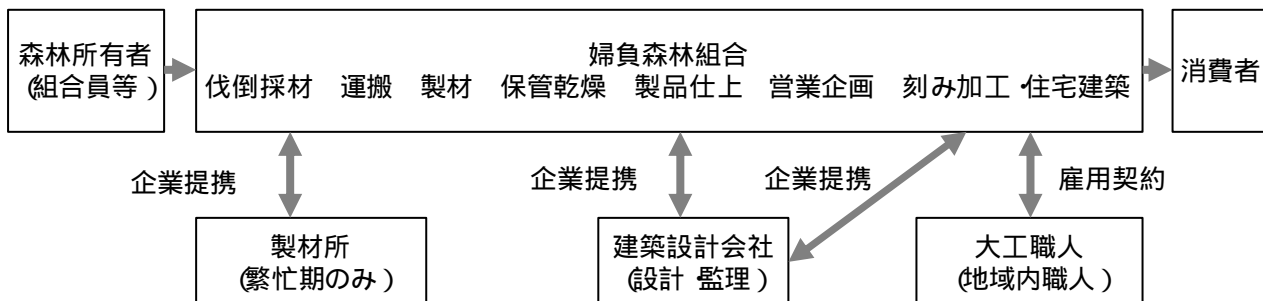 森林所有者
(組合員等)
婦負森林組合
伐倒採材 運搬 製材 保管乾燥 製品仕上 営業企画 刻み加工・住宅建築
消費者
企業提携
企業提携
企業提携
雇用契約
製材所
(繁忙期のみ)
建築設計会社
(設計・監理)
大工職人
(地域内職人)